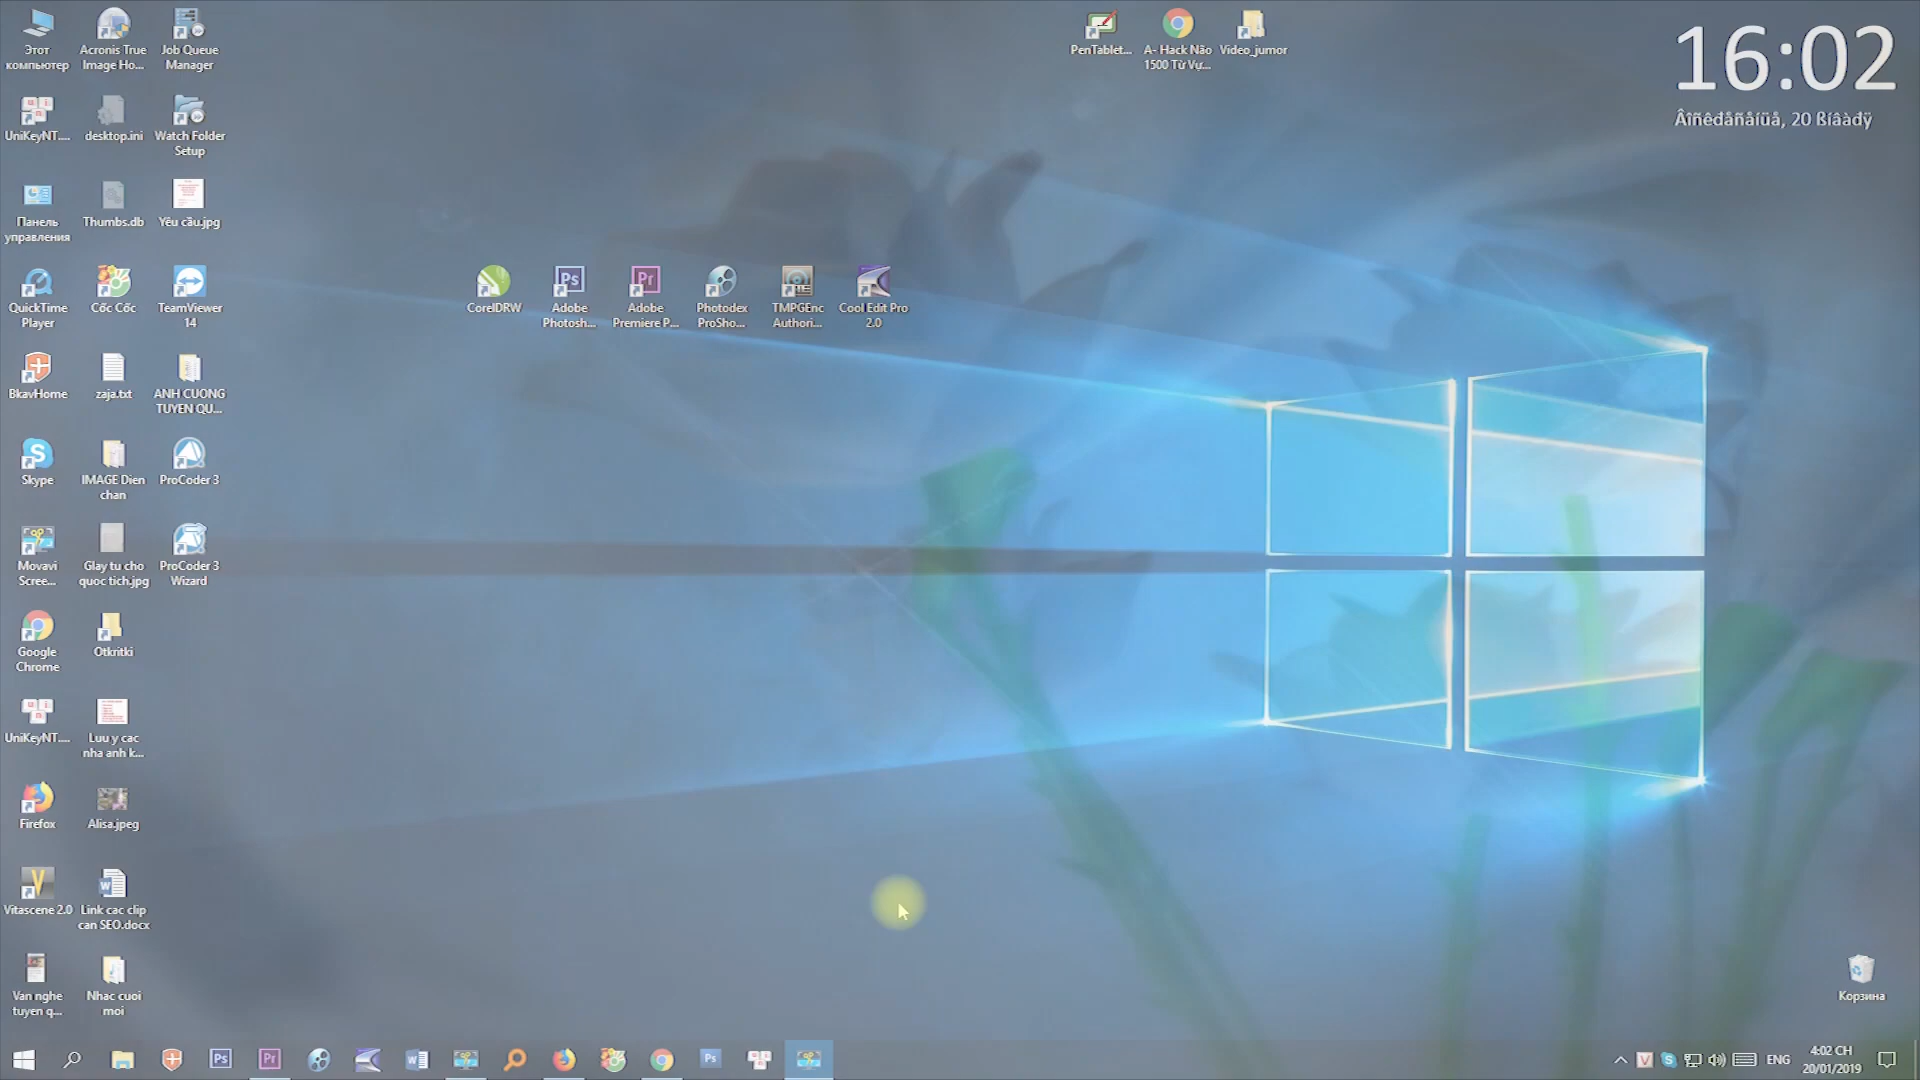 Этот
компьютер
Acronis True
Image Ho...
Job Queue
Manager
PenTablet...
A- Hack Não
1500 Từ Vự...
Video_jumor
16:02
Âîñêðåñåíüå, 20 ßíâàðÿ
UniKeyNT....
desktop.ini
Watch Folder
Setup
Панель
управления
Thumbs.db
Yêu cầu.jpg
QuickTime
Player
Cốc Cốc
TeamViewer
14
CorelDRW
Adobe
Photosh...
Adobe
Premiere P...
Photodex
ProSho...
TMPGEnc
Authori...
Cool Edit Pro
2.0
BkavHome
zaja.txt
ANH CUONG
TUYEN QU...
Skype
IMAGE Dien
chan
ProCoder 3
Movavi
Scree...
GIay tu cho
quoc tich.jpg
ProCoder 3
Wizard
Google
Chrome
Otkritki
UniKeyNT....
Luu y cac
nha anh k...
Firefox
Alisa.jpeg
Vitascene 2.0
Link cac clip
can SEO.docx
Van nghe
tuyen q...
Nhac cuoi
moi
Корзина
ENG
4:02 CH
20/01/2019